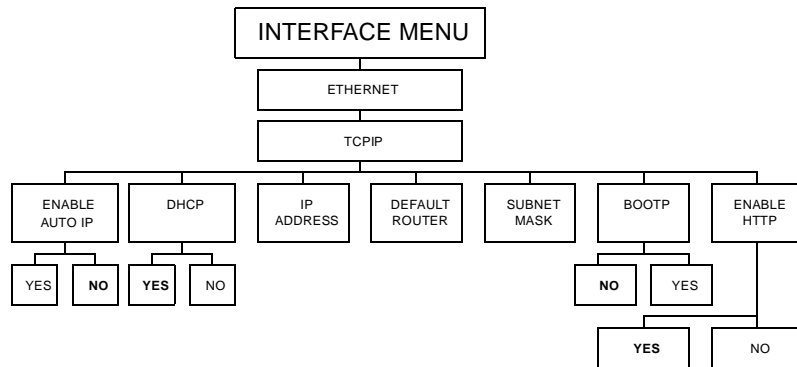 INTERFACE MENU
ETHERNET
TCPIP
ENABLE
AUTO IP
DHCP
IP
ADDRESS
DEFAULT
ROUTER
SUBNET
MASK
BOOTP
ENABLE
HTTP
YES
NO
YES
NO
NO
YES
YES
NO